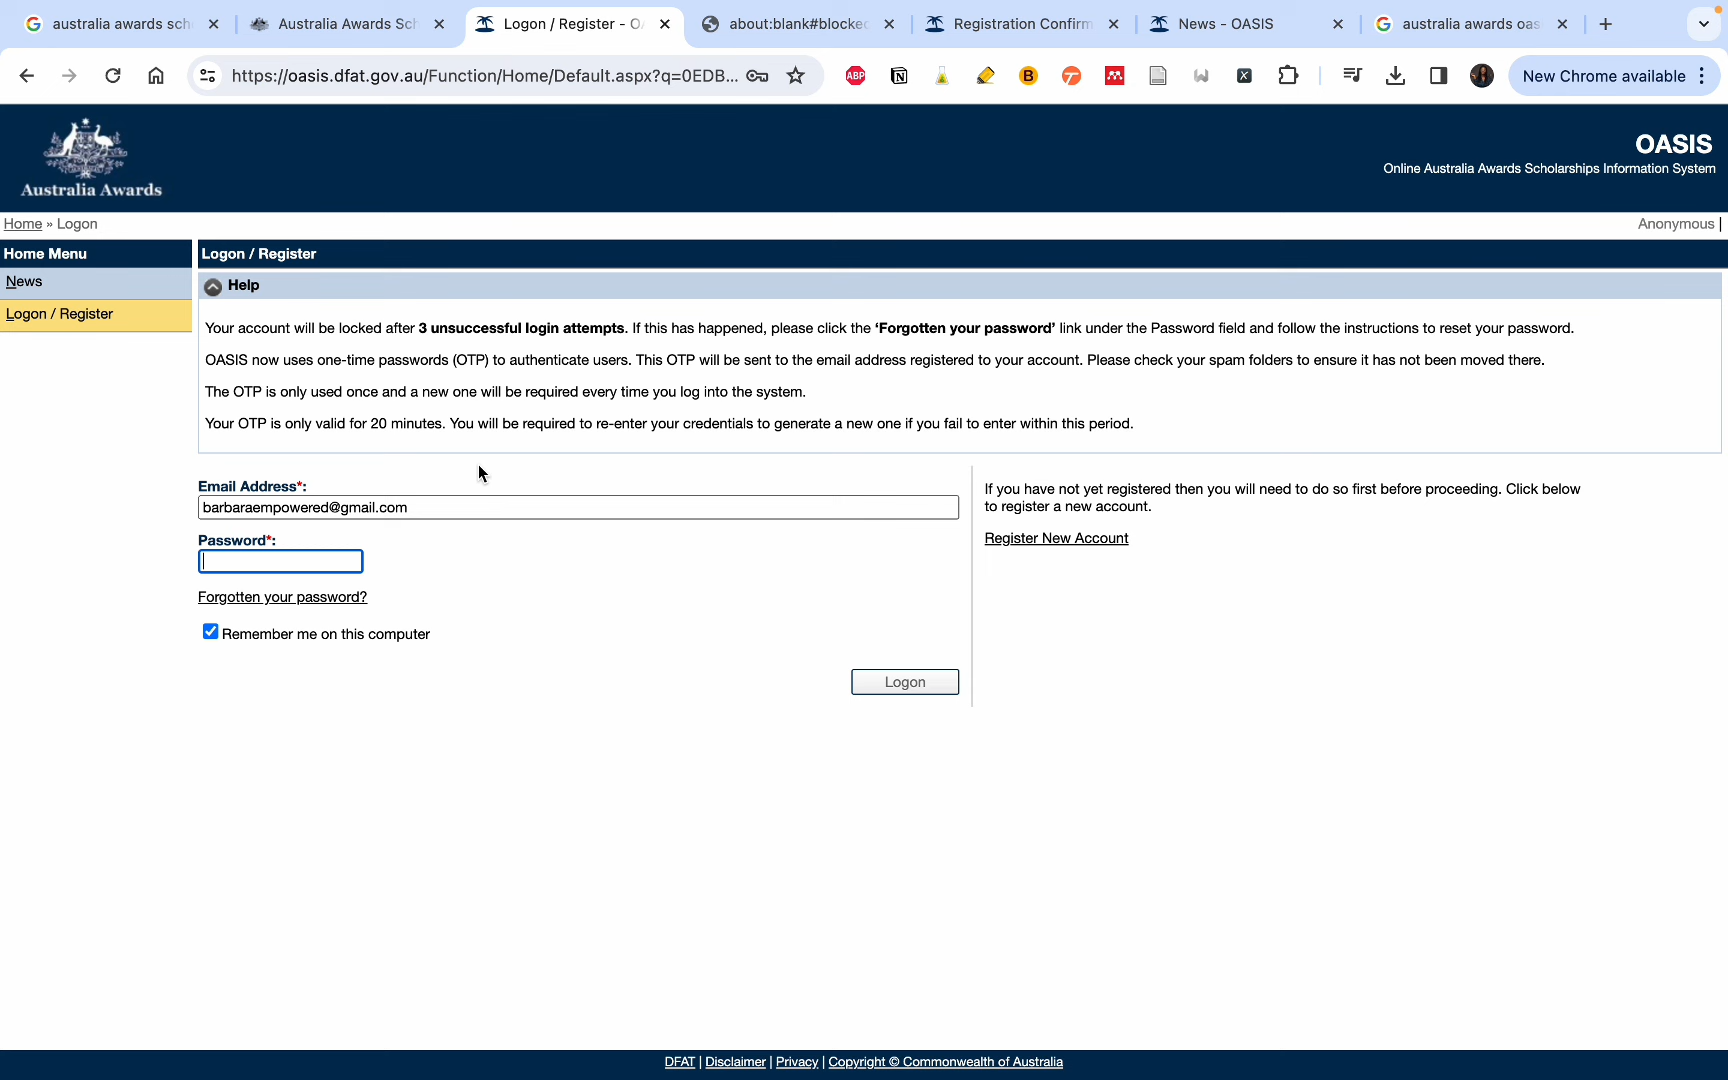 australia awards sch
Australia Awards Sch
Logon / Register - OA
about:blank#blocked
Registration Confirm
News - OASIS
australia awards oas
https://oasis.dfat.gov.au/Function/Home/Default.aspx?q=0EDB...
ABP
New Chrome available
Australia Awards
OASIS
Online Australia Awards Scholarships Information System
Home » Logon
Anonymous |
Home Menu
News
Logon / Register
Logon / Register
Help
Your account will be locked after 3 unsuccessful login attempts. If this has happened, please click the ‘Forgotten your password’ link under the Password field and follow the instructions to reset your password.
OASIS now uses one-time passwords (OTP) to authenticate users. This OTP will be sent to the email address registered to your account. Please check your spam folders to ensure it has not been moved there.
The OTP is only used once and a new one will be required every time you log into the system.
Your OTP is only valid for 20 minutes. You will be required to re-enter your credentials to generate a new one if you fail to enter within this period.
Email Address*:
barbaraempowered@gmail.com
Password*:
Forgotten your password?
Remember me on this computer
Logon
If you have not yet registered then you will need to do so first before proceeding. Click below
to register a new account.
Register New Account
DFAT | Disclaimer | Privacy | Copyright © Commonwealth of Australia